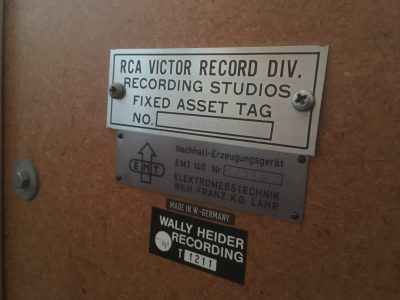 RCA VICTOR RECORD DIV.
RECORDING STUDIOS
FIXED ASSET TAG
NO.
Nachhall-Erzeugungsgerät
EMT 140 Nr.
EMT
ELEKTROMESSTECHNIK
WILH. FRANZ K.G. LAHR
MADE IN W.-GERMANY
WALLY HEIDER
RECORDING
T 1211